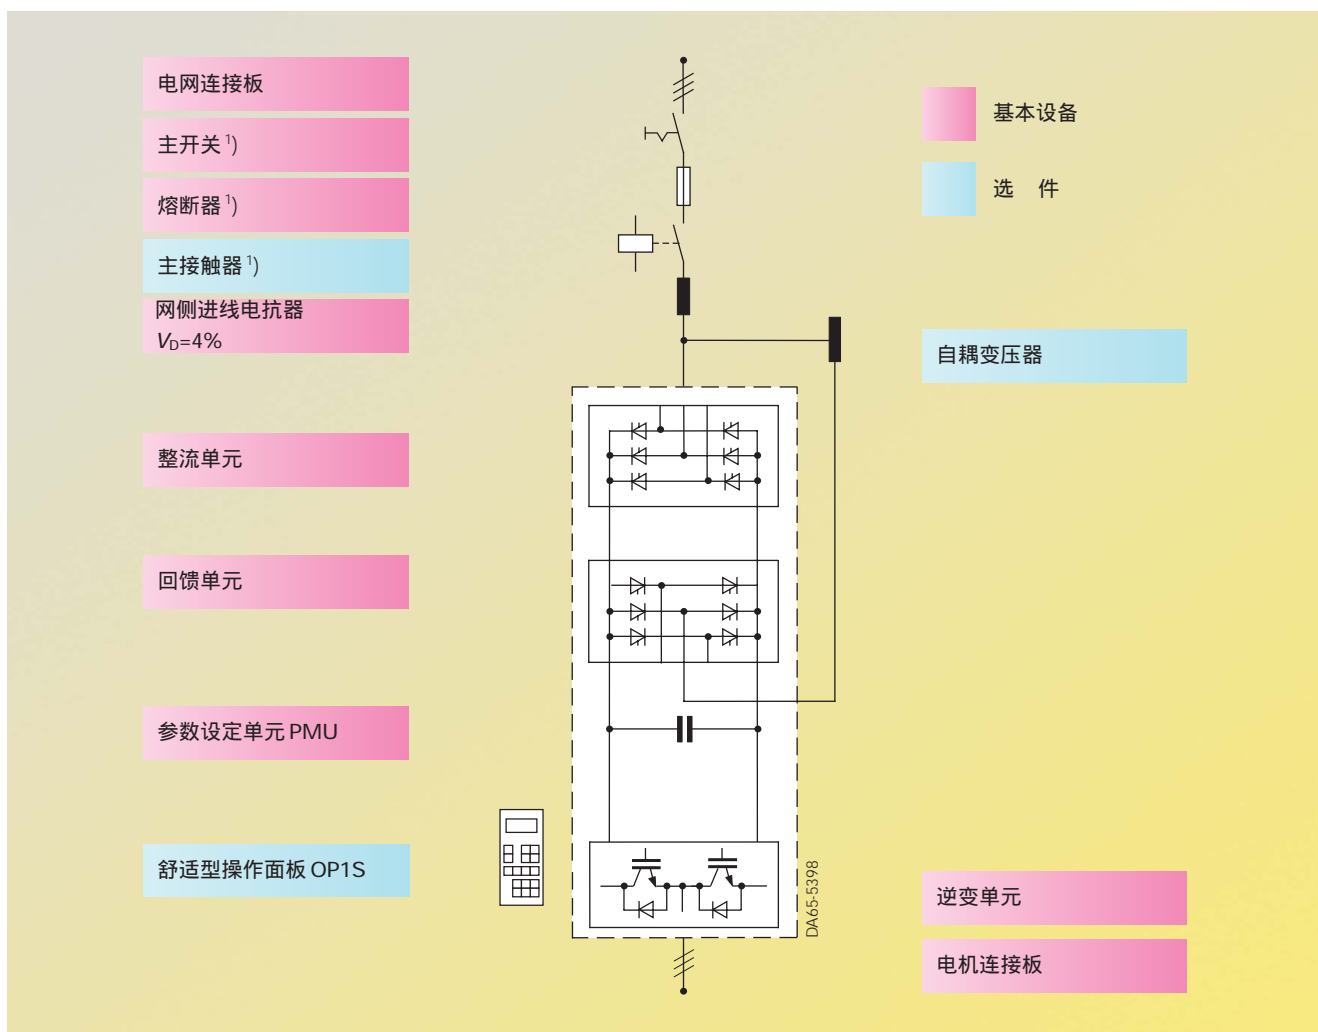 电网连接板
主开关 1)
熔断器 1)
主接触器 1)
网侧进线电抗器
VD=4%
整流单元
回馈单元
参数设定单元 PMU
舒适型操作面板 OP1S
基本设备
选 件
自耦变压器
逆变单元
电机连接板
DA65-5398